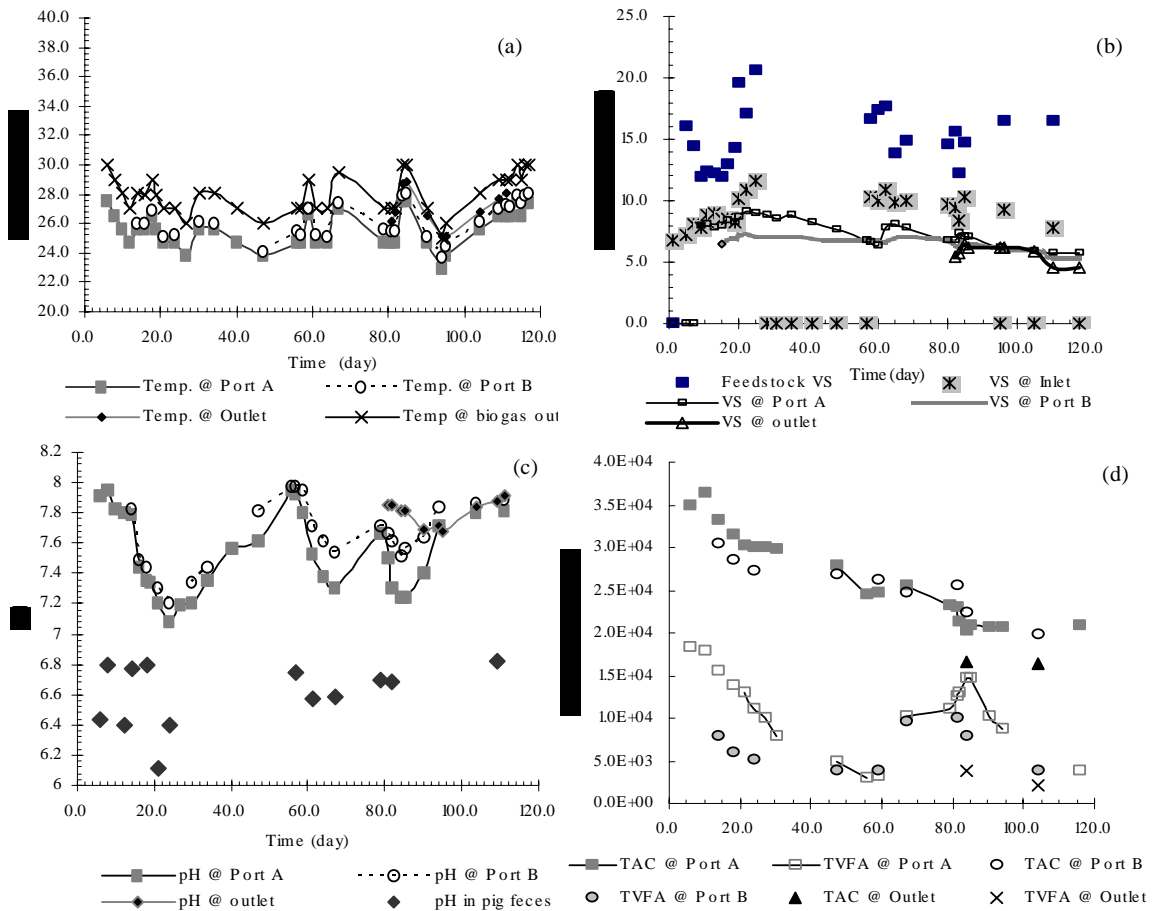 (a)
40.0
38.0
36.0
34.0
32.0
30.0
28.0
26.0
24.0
22.0
20.0
0.0 20.0 40.0 60.0 80.0 100.0 120.0
Time (day)
Temp. @ Port A Temp. @ Port B
Temp. @ Outlet Temp @ biogas out
(b)
25.0
20.0
15.0
10.0
5.0
0.0
0.0 20.0 40.0 60.0 80.0 100.0 120.0
Time (day)
Feedstock VS VS @ Inlet
VS @ Port A VS @ Port B
VS @ outlet
(c)
8.2
8
7.8
7.6
7.4
7.2
7
6.8
6.6
6.4
6.2
6
0.0 20.0 40.0 60.0 80.0 100.0 120.0
Time (day)
pH @ Port A pH @ Port B
pH @ outlet pH in pig feces
(d)
4.0E+04
3.5E+04
3.0E+04
2.5E+04
2.0E+04
1.5E+04
1.0E+04
5.0E+03
0.0E+00
0.0 20.0 40.0 60.0 80.0 100.0 120.0
Time (day)
TAC @ Port A TVFA @ Port A TAC @ Port B
TVFA @ Port B TAC @ Outlet TVFA @ Outlet